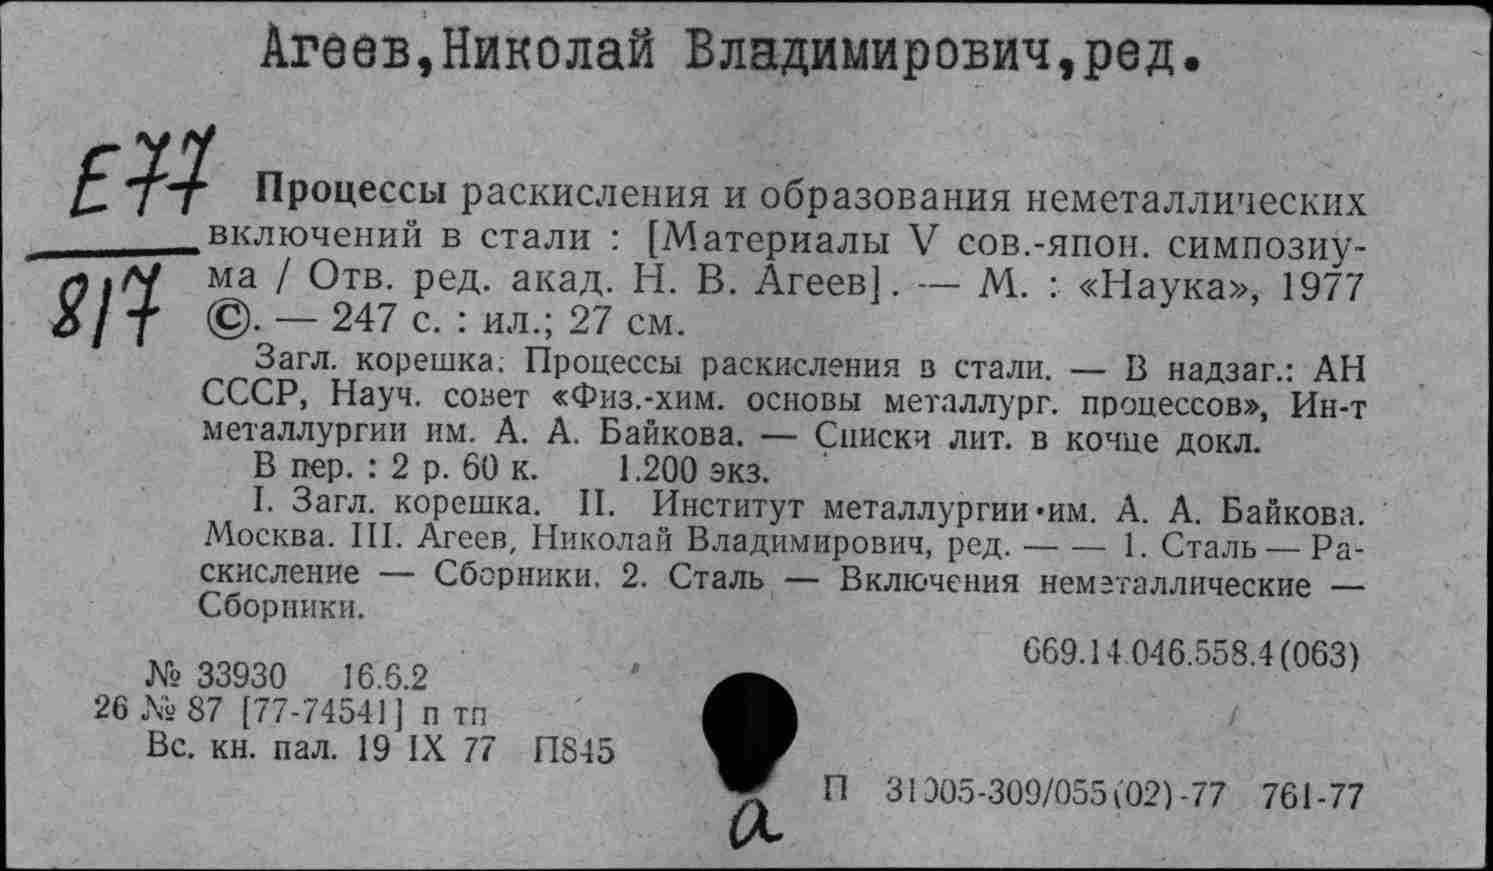 Агеев,Николай Владимирович,ред.
Е77
817
Процессы раскисления и образования неметаллических
включений в стали : [Материалы V сов.-япон. симпозиу-
ма / Отв. ред. акад. Н. В. Агеев]. — М. : «Наука», 1977
©. — 247 с. : ил.; 27 см.
Загл. корешка: Процессы раскисления в стали. — В надзаг.: АН
СССР, Науч. совет «Физ.-хим. основы металлург. процессов», Ин-т
металлургии им. А. А. Байкова. — Списки лит. в конце докл.
В пер. : 2 р. 60 к. 1.200 экз.
I. Загл. корешка. II. Институт металлургии им. А. А. Байкова.
Москва. III. Агеев, Николай Владимирович, ред. — — 1. Сталь — Ра-
скисление — Сборники. 2. Сталь — Включения неметаллические —
Сборники.
669.14.046.558.4(063)
№ 33930 16.6.2
26 № 87 [77-74541] п тп
Вс. кн. пал. 19 IX 77 П845
П 31005-309/055(02)-77 761-77
а